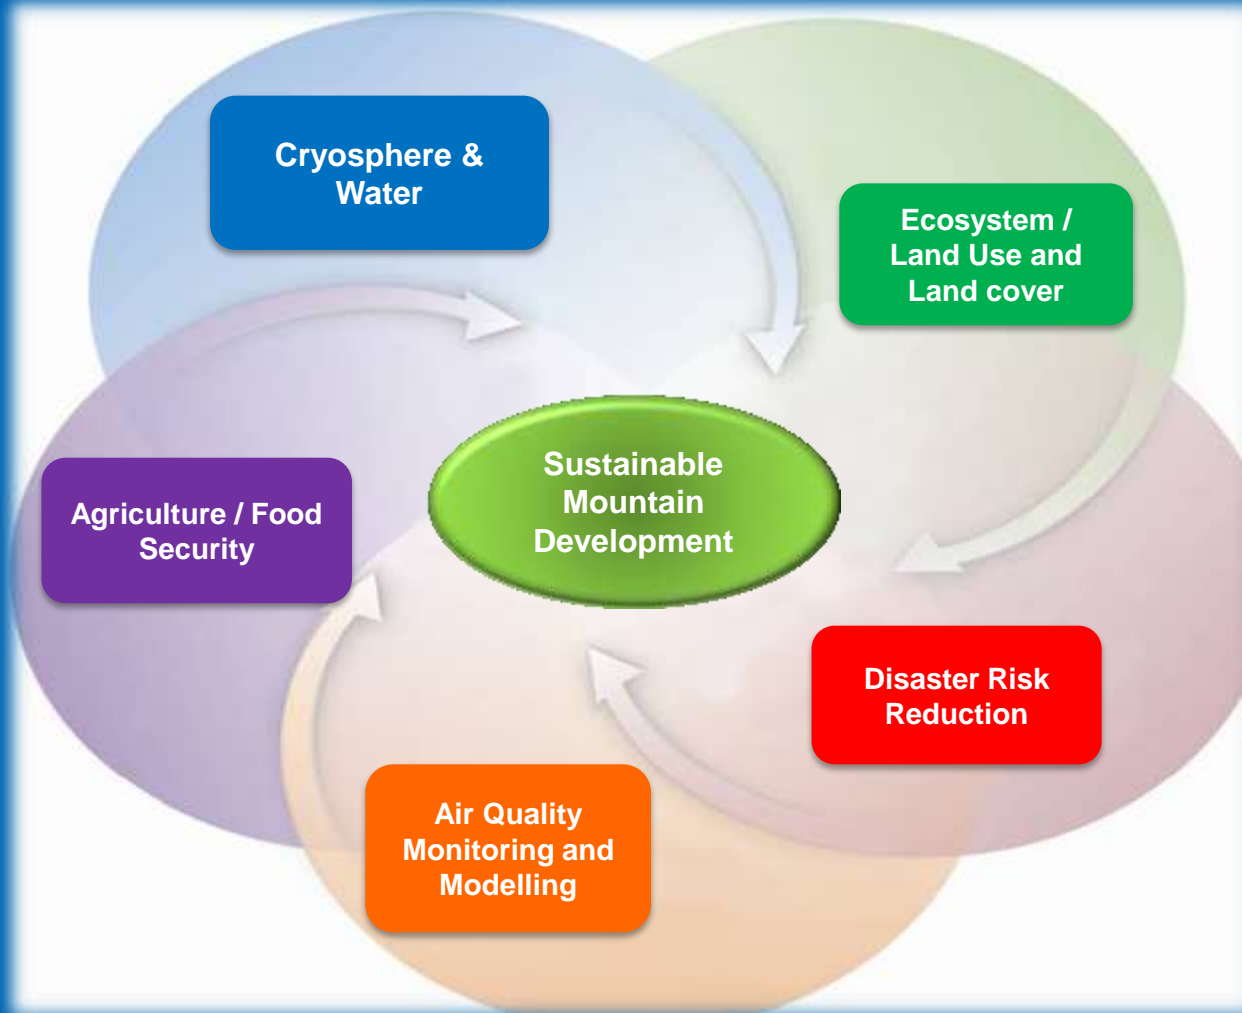 Cryosphere &
Water
Ecosystem /
Land Use and
Land cover
Sustainable
Mountain
Development
Agriculture / Food
Security
Disaster Risk
Reduction
Air Quality
Monitoring and
Modelling